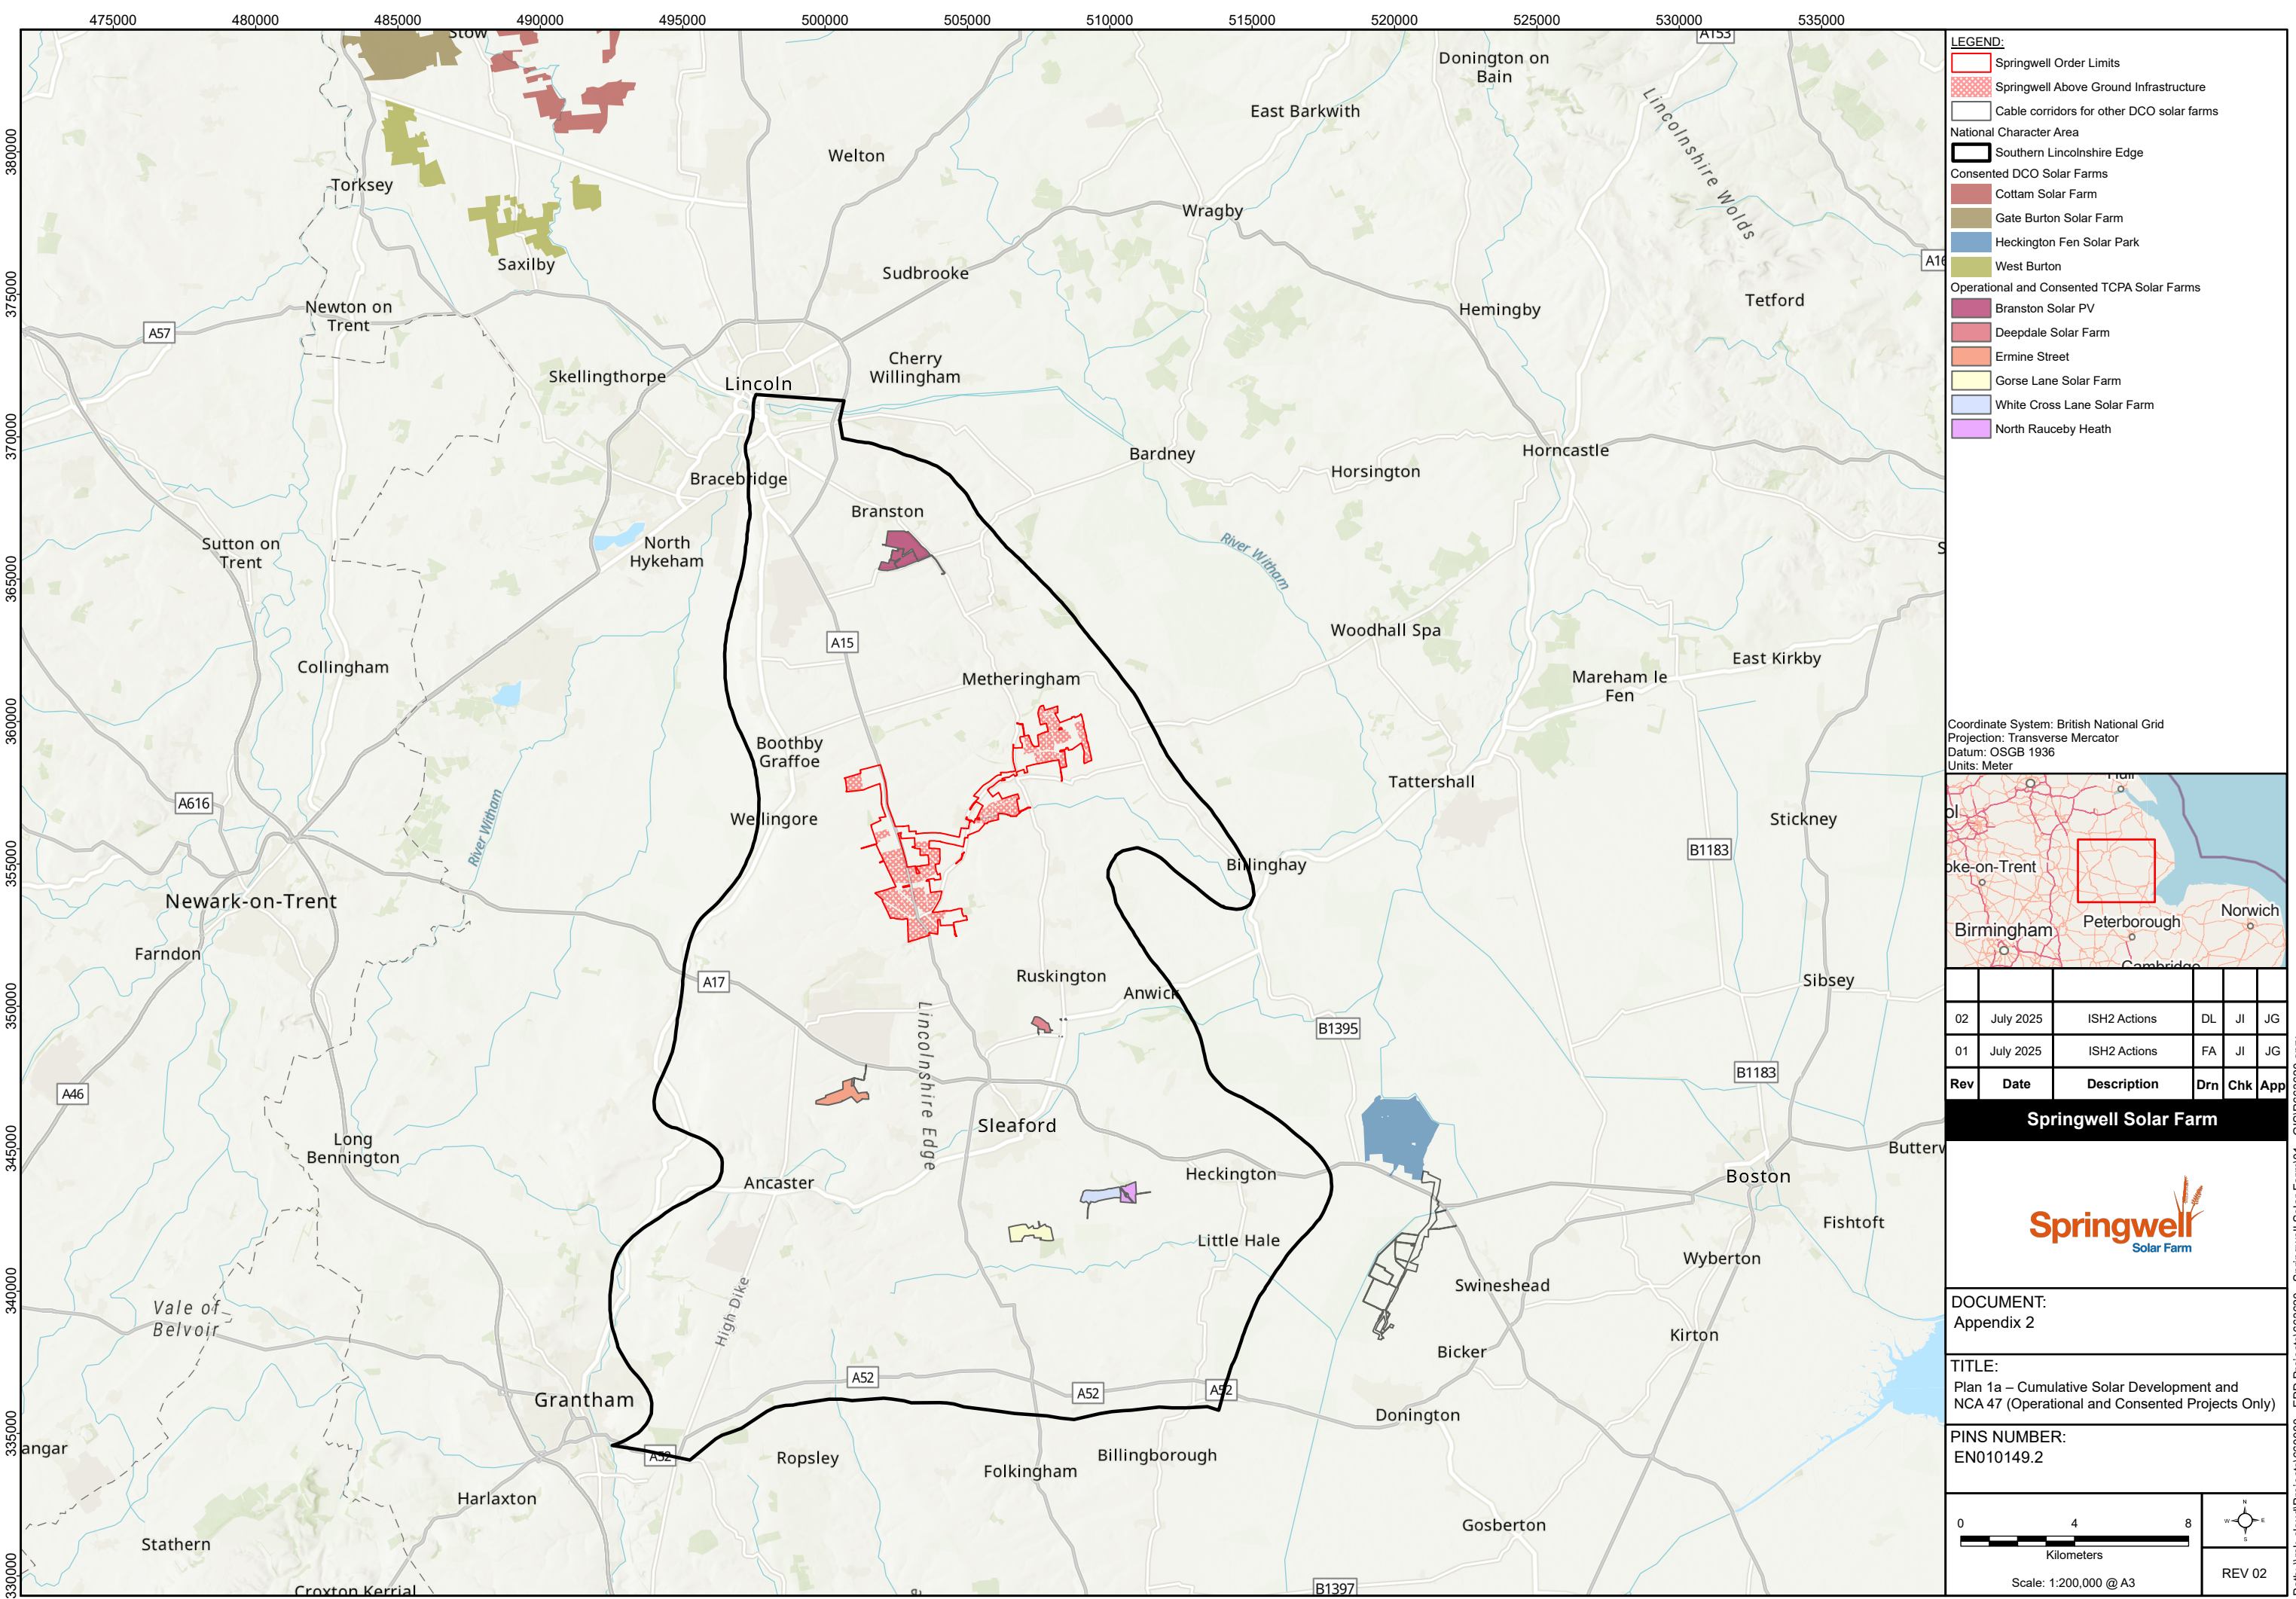 475000 480000 485000 490000 495000 500000 505000 510000 515000 520000 525000 530000 535000
380000
375000
370000
365000
360000
355000
350000
345000
340000
335000
330000
Stow
A153
Donington on
Bain
East Barkwith
Lincolnshire Wolds
Welton
Torksey
Wragby
Saxilby
Sudbrooke
A16
Newton on
Trent
Hemingby
Tetford
A57
Skellingthorpe
Lincoln
Cherry
Willingham
Bardney
Horsington
Horncastle
Bracebridge
Branston
Sutton on
Trent
North
Hykeham
River Witham
S
A15
Woodhall Spa
Collingham
Metheringham
East Kirkby
Mareham le
Fen
Boothby
Graffoe
A616
River Witham
Wellingore
Tattershall
Stickney
B1183
Billinghay
Newark-on-Trent
Farndon
A17
Ruskington
Anwick
Sibsey
B1395
Lincolnshire Edge
B1183
A46
Sleaford
Long
Bennington
Ancaster
Heckington
Boston
Butterw
Little Hale
Fishtoft
Wyberton
Swineshead
High Dike
Vale of
Belvoir
Kirton
Bicker
A52
A52
A52
Grantham
Donington
angar
A52
Ropsley
Folkingham
Billingborough
Harlaxton
Gosberton
Stathern
Croxton Kerrial
B1397
LEGEND:
Springwell Order Limits
Springwell Above Ground Infrastructure
Cable corridors for other DCO solar farms
National Character Area
Southern Lincolnshire Edge
Consented DCO Solar Farms
Cottam Solar Farm
Gate Burton Solar Farm
Heckington Fen Solar Park
West Burton
Operational and Consented TCPA Solar Farms
Branston Solar PV
Deepdale Solar Farm
Ermine Street
Gorse Lane Solar Farm
White Cross Lane Solar Farm
North Rauceby Heath
Coordinate System: British National Grid
Projection: Transverse Mercator
Datum: OSGB 1936
Units: Meter
Hull
ol
oke-on-Trent
Norwich
Peterborough
Birmingham
Cambridge
02 July 2025 ISH2 Actions DL JI JG
01 July 2025 ISH2 Actions FA JI JG
Rev Date Description Drn Chk App
Springwell Solar Farm
Springwell
Solar Farm
DOCUMENT:
Appendix 2
TITLE:
Plan 1a – Cumulative Solar Development and
NCA 47 (Operational and Consented Projects Only)
PINS NUMBER:
EN010149.2
0 4 8
Kilometers
Scale: 1:200,000 @ A3
N
W E
S
REV 02